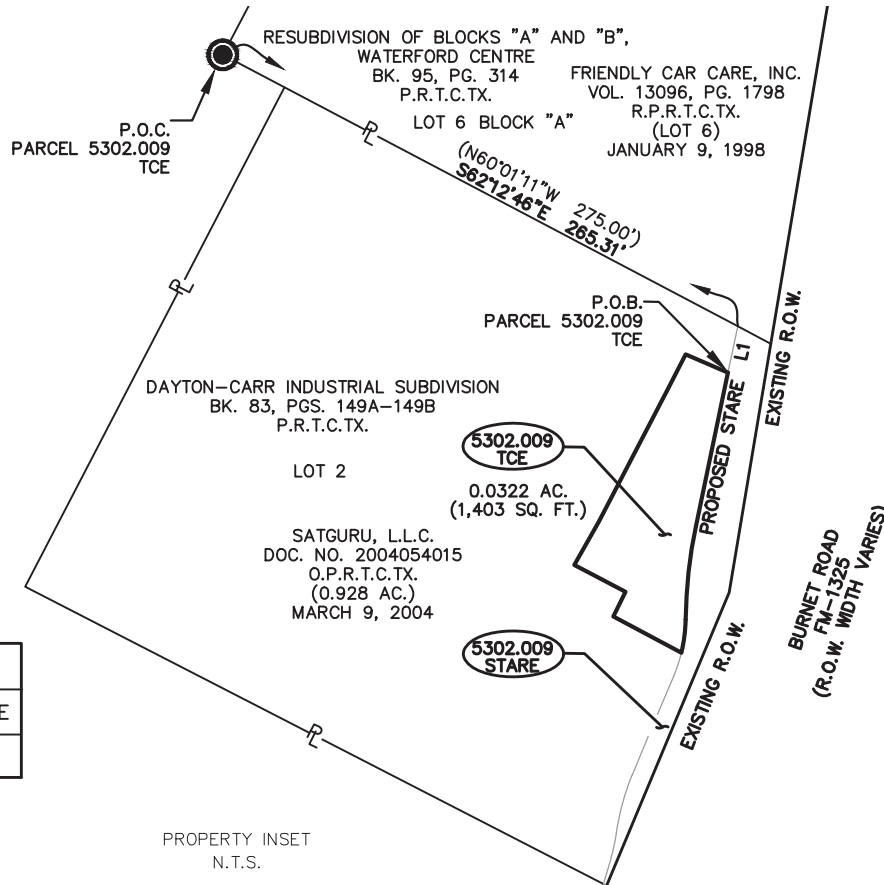 RESUBDIVISION OF BLOCKS "A" AND "B",
WATERFORD CENTRE
BK. 95, PG. 314
P.R.T.C.TX.
LOT 6 BLOCK "A"
FRIENDLY CAR CARE, INC.
VOL. 13096, PG. 1798
R.P.R.T.C.TX.
(LOT 6)
JANUARY 9, 1998
P.O.C.
PARCEL 5302.009
TCE
PL
(N60°01'11"W 275.00')
S62°12'46"E 265.31'
PL
P.O.B.
PARCEL 5302.009
TCE
L1
EXISTING R.O.W.
PROPOSED STARE
DAYTON-CARR INDUSTRIAL SUBDIVISION
BK. 83, PGS. 149A-149B
P.R.T.C.TX.
LOT 2
5302.009
TCE
0.0322 AC.
(1,403 SQ. FT.)
SATGURU, L.L.C.
DOC. NO. 2004054015
O.P.R.T.C.TX.
(0.928 AC.)
MARCH 9, 2004
BURNET ROAD
FM-1325
(R.O.W. WIDTH VARIES)
5302.009
STARE
EXISTING R.O.W.
E
PL
PROPERTY INSET
N.T.S.